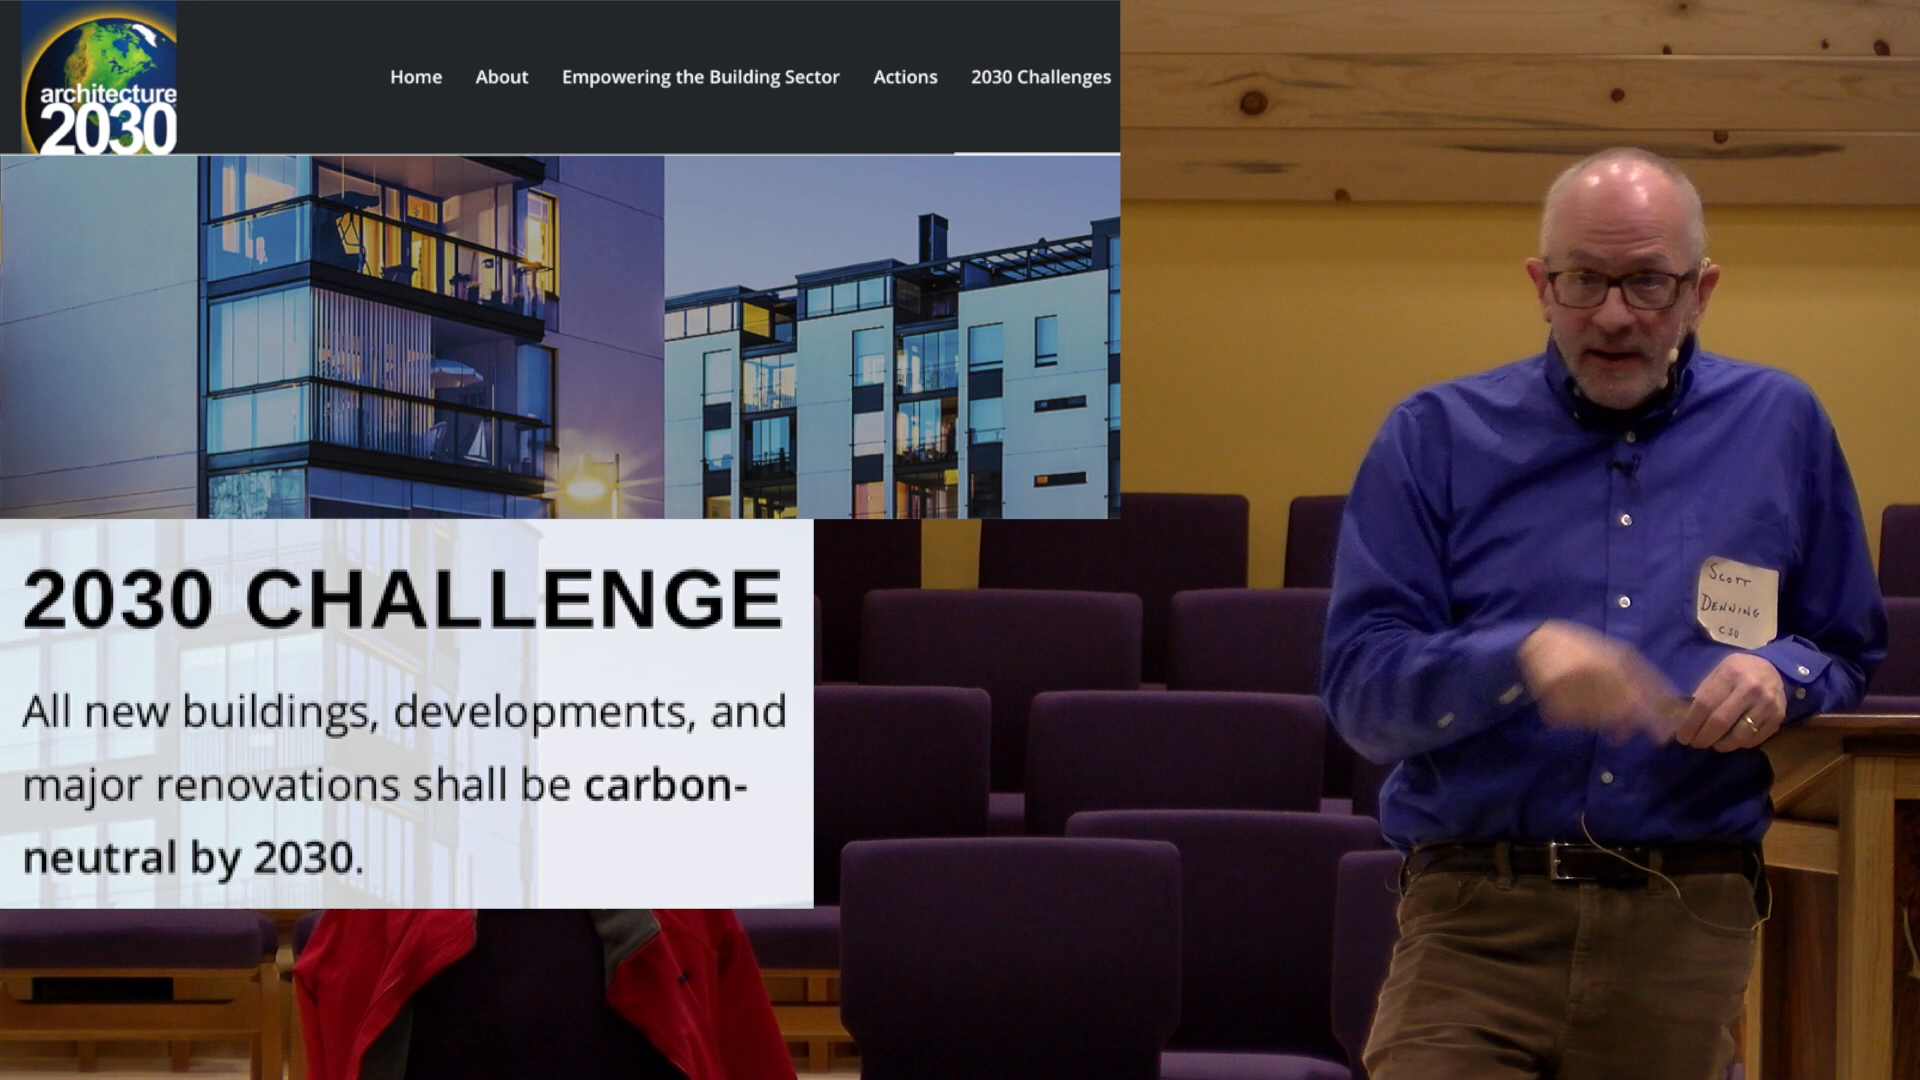 architecture
2030
Home About Empowering the Building Sector Actions 2030 Challenges
2030 CHALLENGE
All new buildings, developments, and
major renovations shall be carbon-
neutral by 2030.
SCOTT
DENNING
CSU